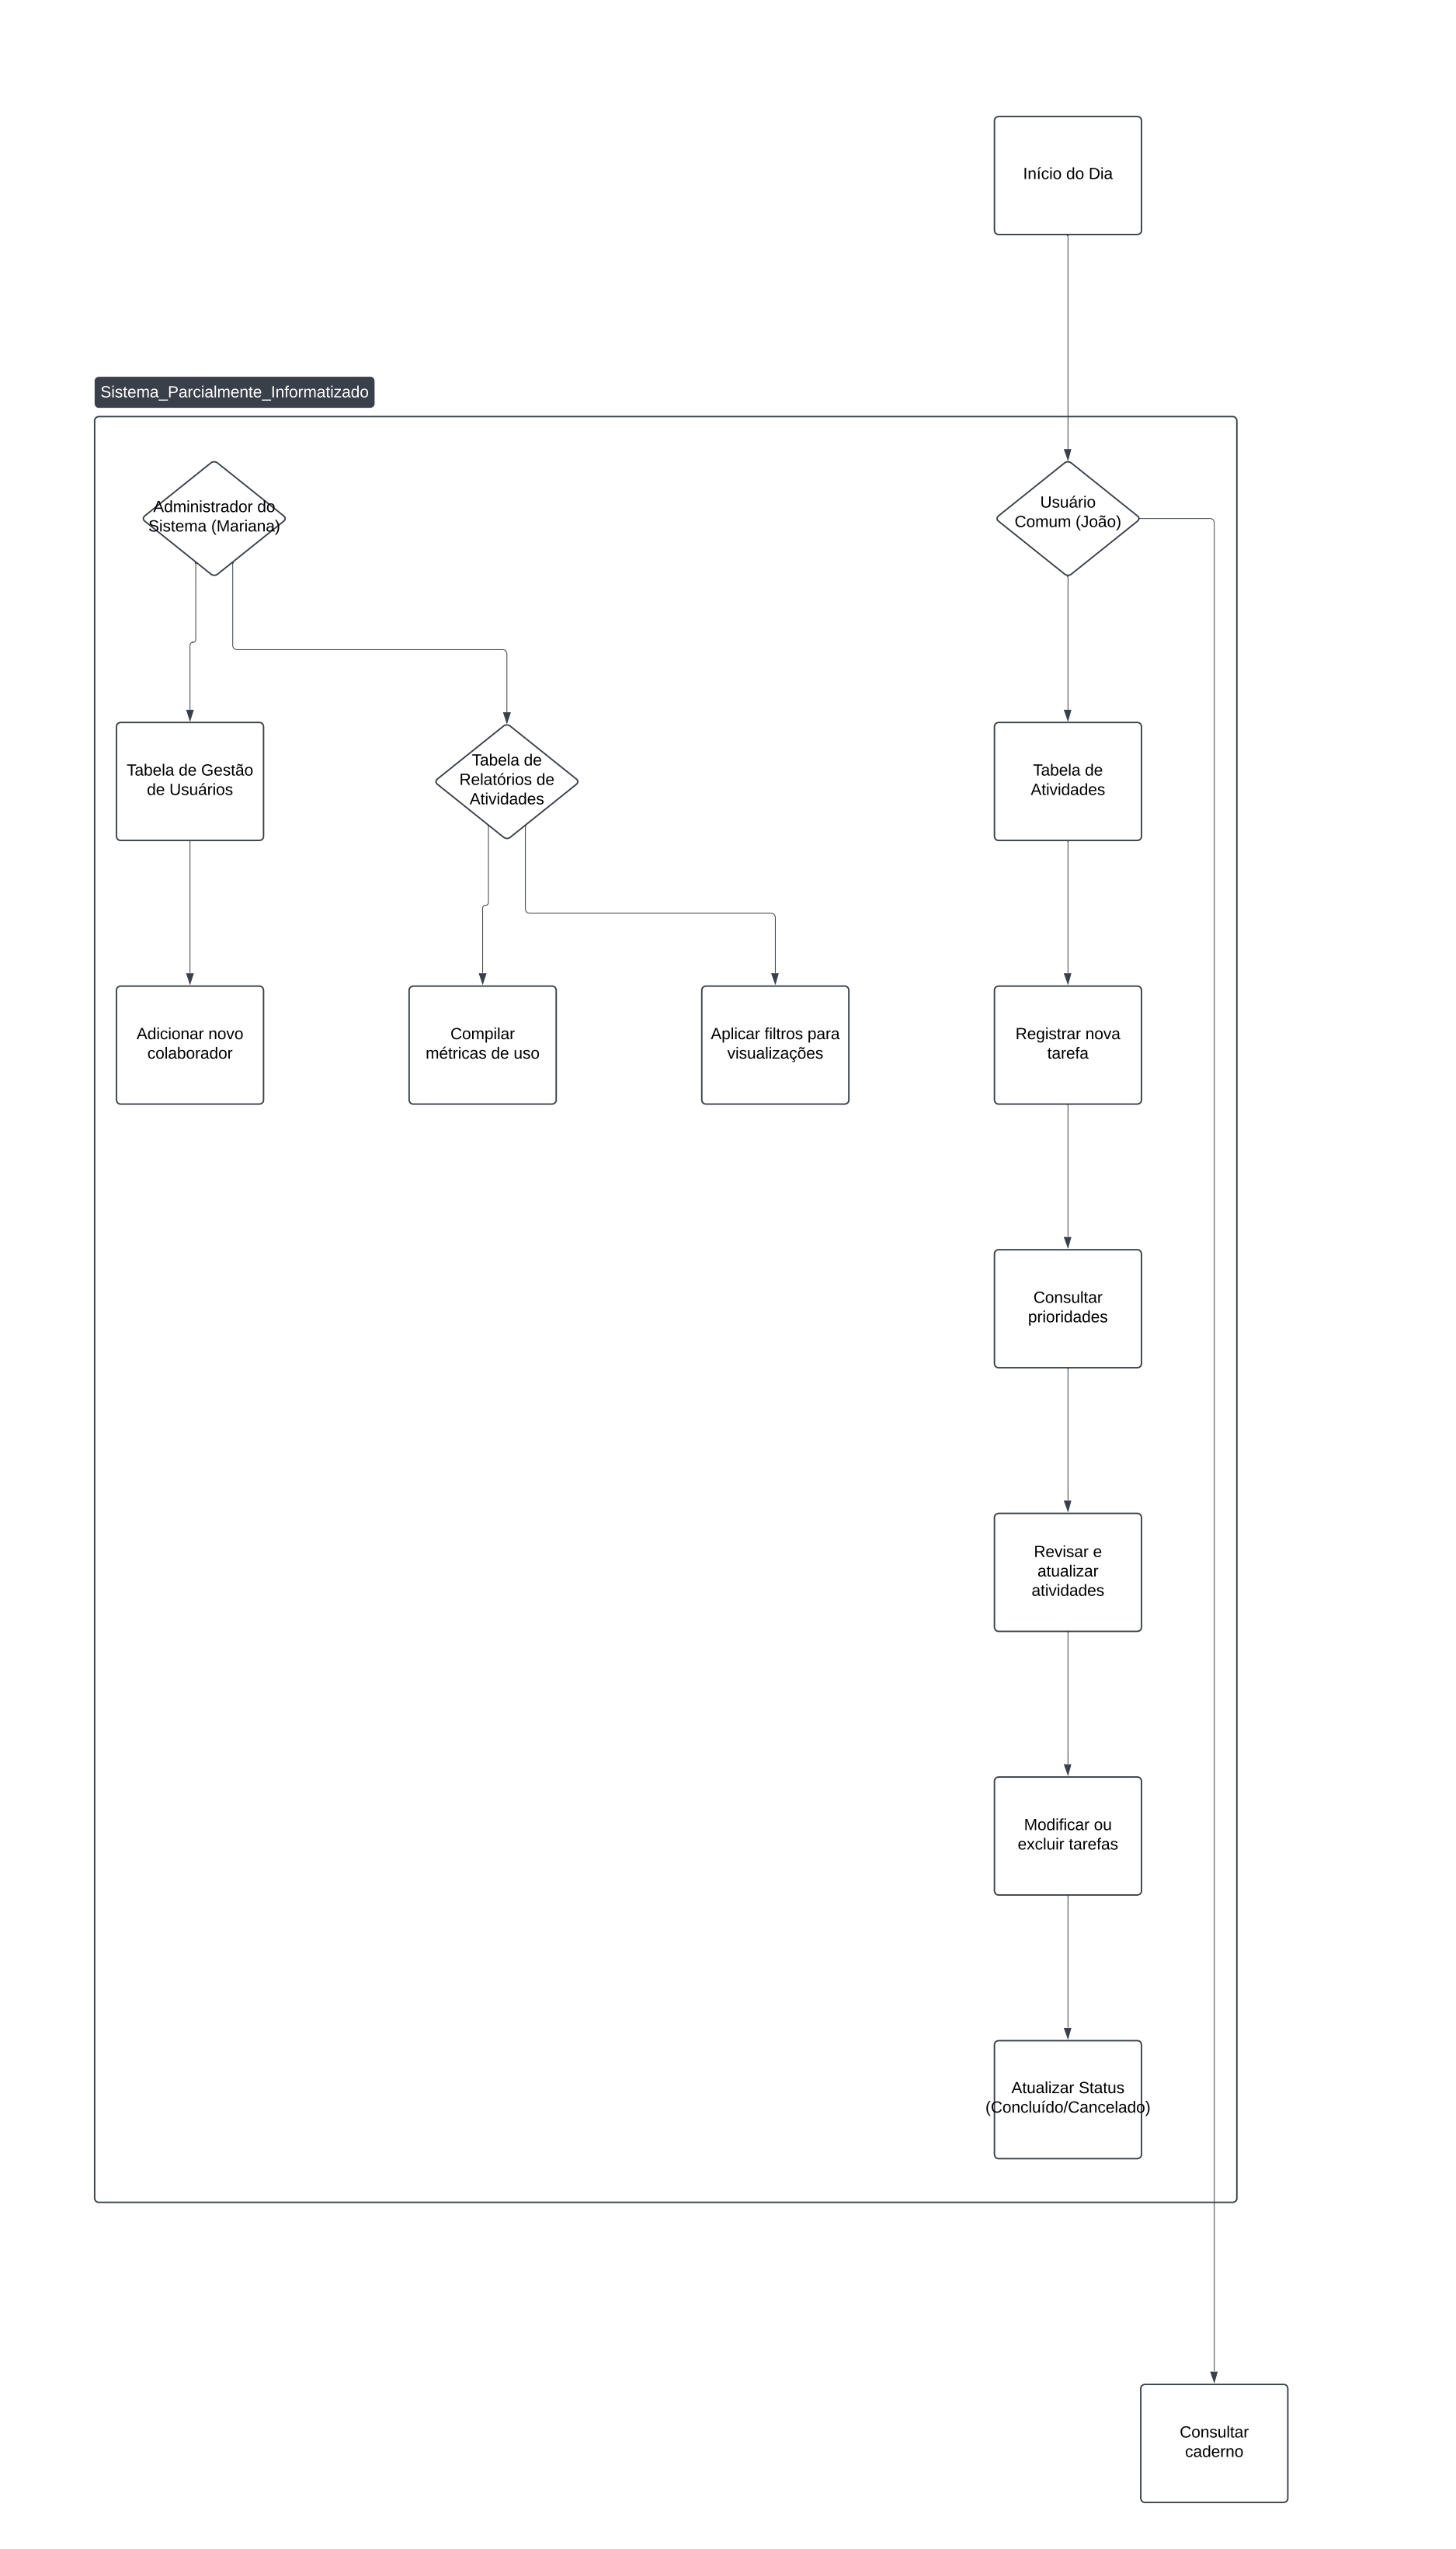 Início do Dia
Sistema_Parcialmente_Informatizado
Administrador do
Sistema (Mariana)
Usuário
Comum (João)
Tabela de Gestão
de Usuários
Tabela de
Relatórios de
Atividades
Tabela de
Atividades
Adicionar novo
colaborador
Compilar
métricas de uso
Aplicar filtros para
visualizações
Registrar nova
tarefa
Consultar
prioridades
Revisar e
atualizar
atividades
Modificar ou
excluir tarefas
Atualizar Status
(Concluído/Cancelado)
Consultar
caderno